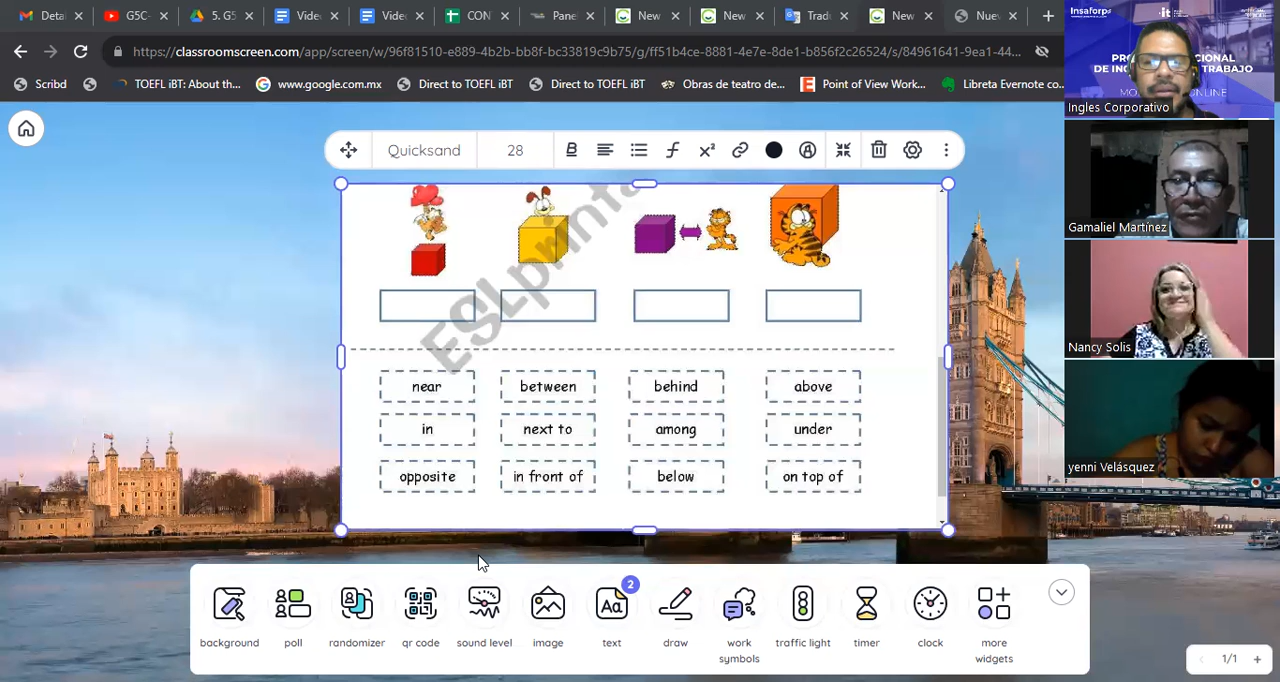 Detal
G5C-
5. G5
Vide
Vide
CON
Pane
New
New
Trad
New
Nue
https://classroomscreen.com/app/screen/w/96f81510-e889-4b2b-bb8f-bc33819c9b75/g/ff51b4ce-8881-4e7e-8de1-b856f2c26524/s/84961641-9ea1-44...
Scribd
TOEFL iBT: About th...
www.google.com.mx
Direct to TOEFL iBT
Direct to TOEFL iBT
Obras de teatro de...
Point of View Work...
Libreta Evernote co...
Insaforp
it
Ingles Corporativo
Gamaliel Martínez
Nancy Solis
yenni Velásquez
Quicksand
28
ESLprinta
near between behind above
in next to among under
opposite in front of below on top of
2
background poll randomizer qr code sound level image text draw work symbols traffic light timer clock more widgets
1/1